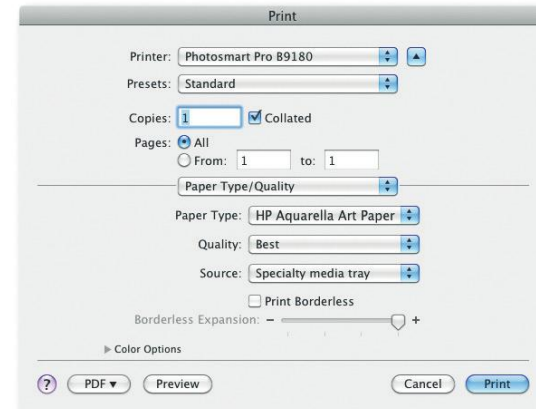 Print
Printer: Photosmart Pro B9180
Presets: Standard
Copies: 1 Collated
Pages: All
From: 1 to: 1
Paper Type/Quality
Paper Type: HP Aquarella Art Paper
Quality: Best
Source: Specialty media tray
Print Borderless
Borderless Expansion: - +
Color Options
? PDF Preview Cancel Print